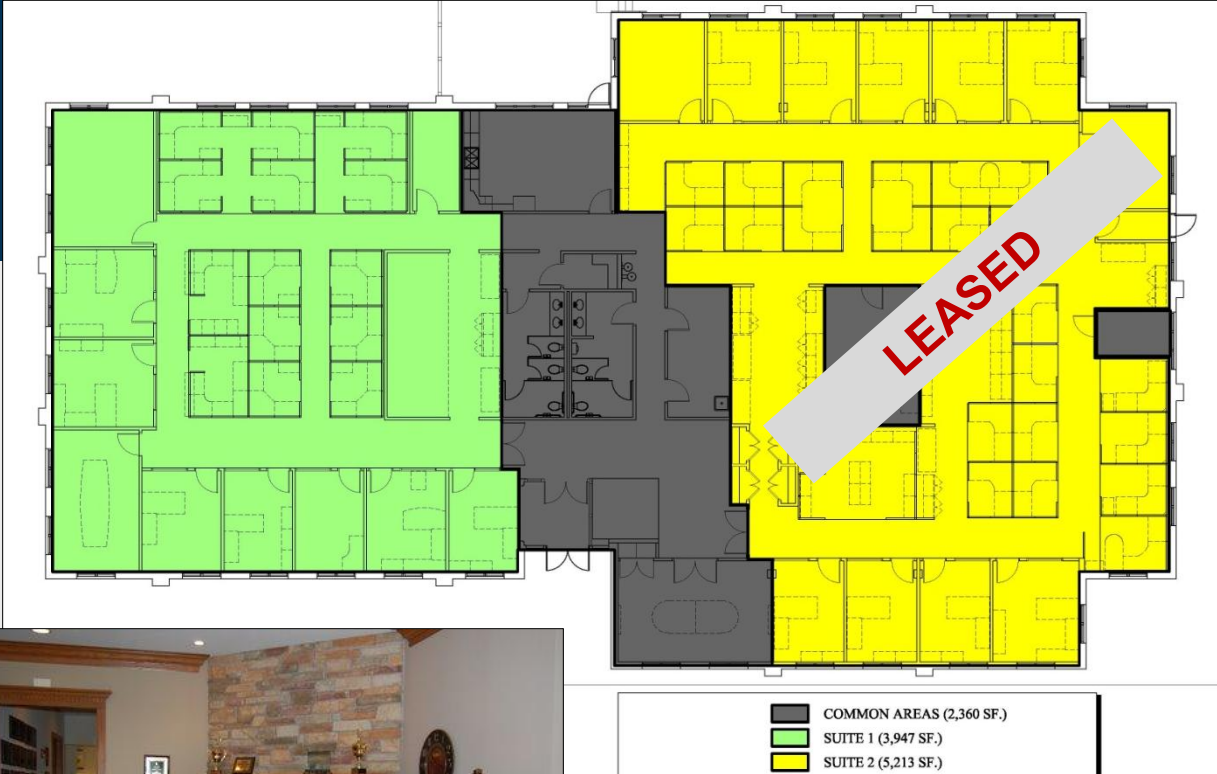 LEASED
COMMON AREAS (2,360 SF.)
SUITE 1 (3,947 SF.)
SUITE 2 (5,213 SF.)